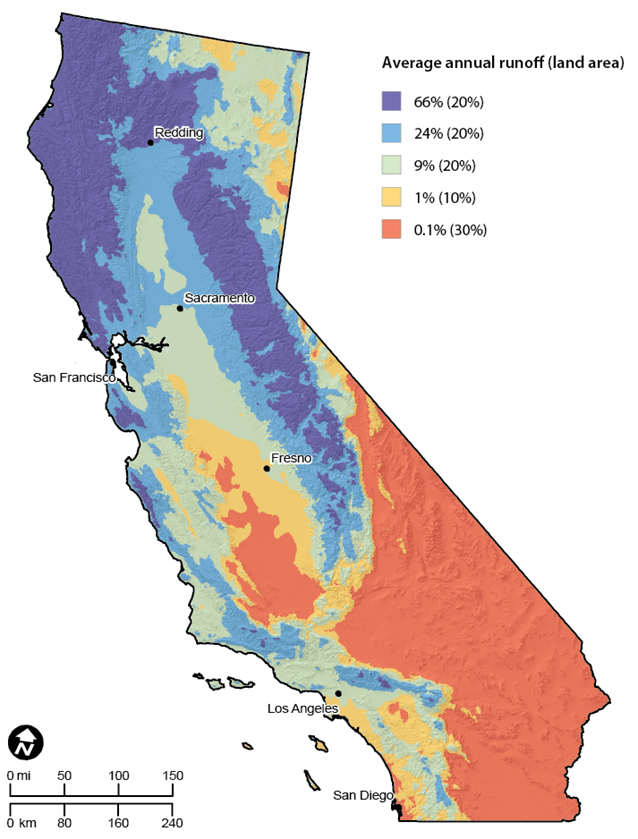 Average annual runoff (land area)
66% (20%)
24% (20%)
9% (20%)
1% (10%)
0.1% (30%)
Redding
Sacramento
San Francisco
Fresno
Los Angeles
San Diego
N
0 mi 50 100 150
0 km 80 160 240